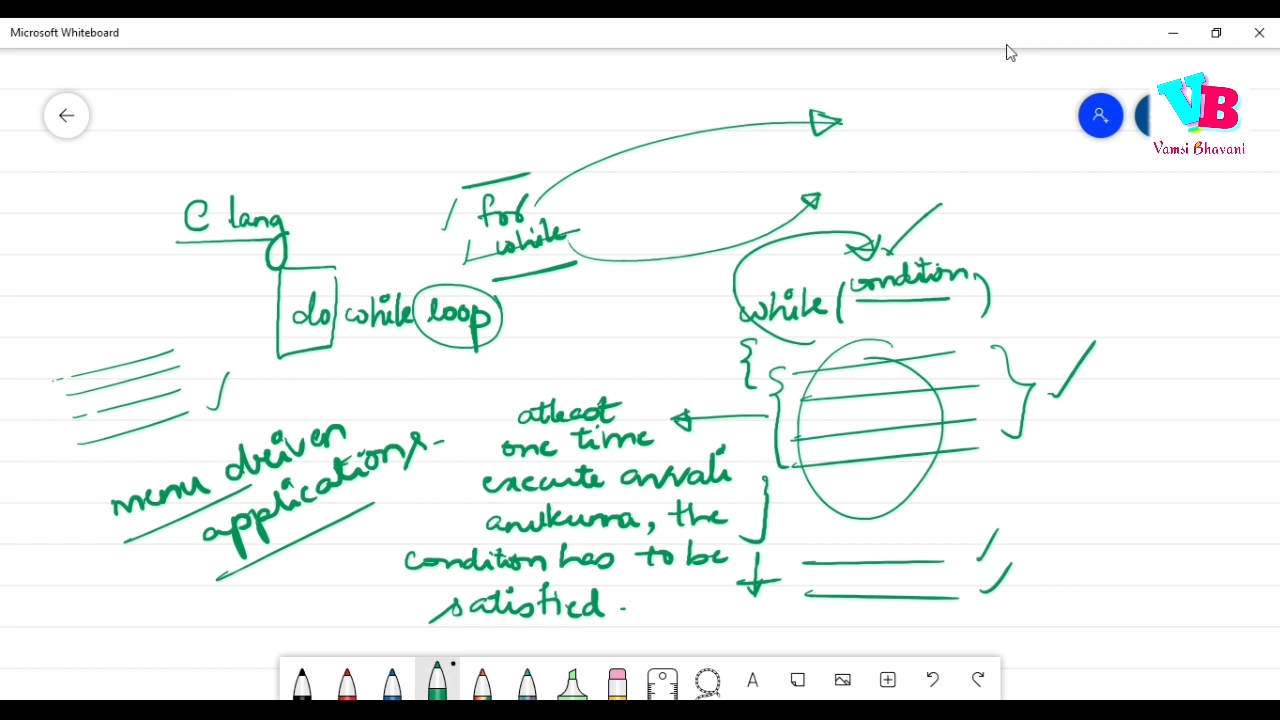 Microsoft Whiteboard
VB
Vamsi Bhavani
C lang
for
while
do while loop
while (condition)
atleast
one time
execute avvali
anukunna, the
condition has to be
satisfied.
menu driven
applications.
A